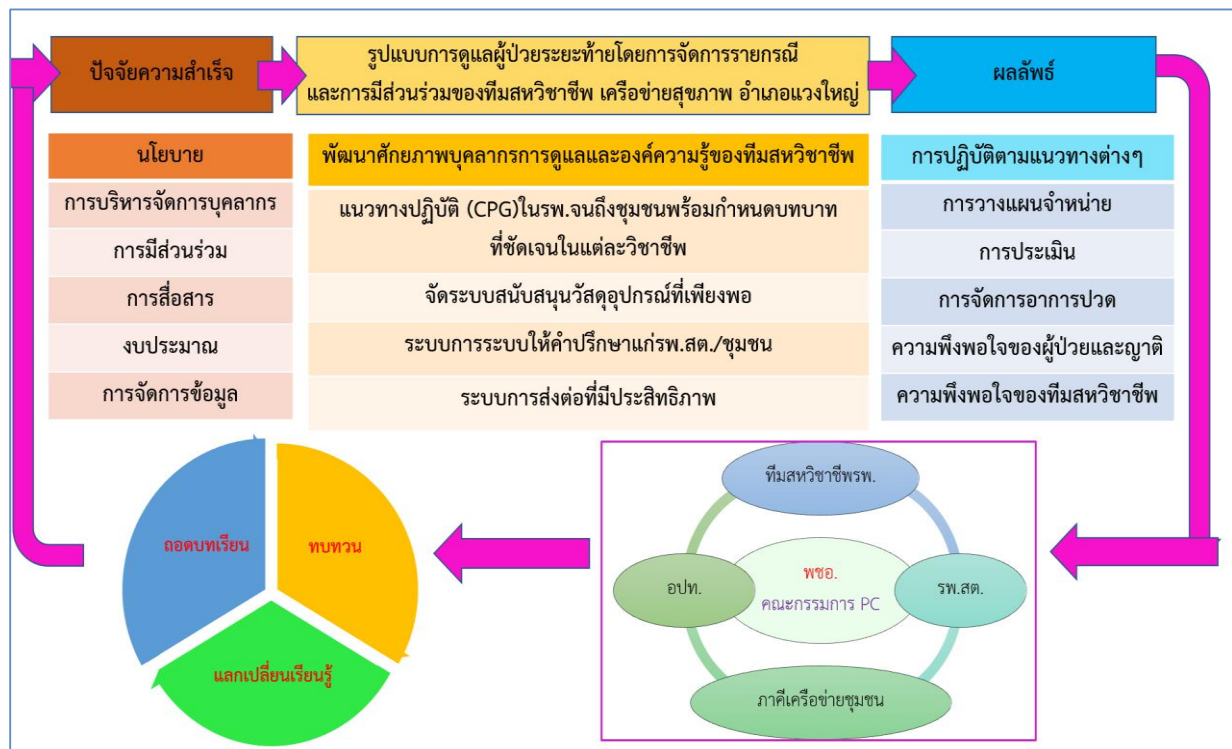 ปัจจัยความสำเร็จ
รูปแบบการดูแลผู้ป่วยระยะท้ายโดยการจัดการรายกรณี
และการมีส่วนร่วมของทีมสหวิชาชีพ เครือข่ายสุขภาพ อำเภอแวงใหญ่
ผลลัพธ์
นโยบาย
การบริหารจัดการบุคลากร
การมีส่วนร่วม
การสื่อสาร
งบประมาณ
การจัดการข้อมูล
พัฒนาศักยภาพบุคลากรการดูแลและองค์ความรู้ของทีมสหวิชาชีพ
แนวทางปฏิบัติ (CPG)ในรพ.จนถึงชุมชนพร้อมกำหนดบทบาท
ที่ชัดเจนในแต่ละวิชาชีพ
จัดระบบสนับสนุนวัสดุอุปกรณ์ที่เพียงพอ
ระบบการระบบให้คำปรึกษาแก่รพ.สต./ชุมชน
ระบบการส่งต่อที่มีประสิทธิภาพ
การปฏิบัติตามแนวทางต่างๆ
การวางแผนจำหน่าย
การประเมิน
การจัดการอาการปวด
ความพึงพอใจของผู้ป่วยและญาติ
ความพึงพอใจของทีมสหวิชาชีพ
ถอดบทเรียน
ทบทวน
แลกเปลี่ยนเรียนรู้
ทีมสหวิชาชีพรพ.
อปท.
พชอ.
คณะกรรมการ PC
รพ.สต.
ภาคีเครือข่ายชุมชน